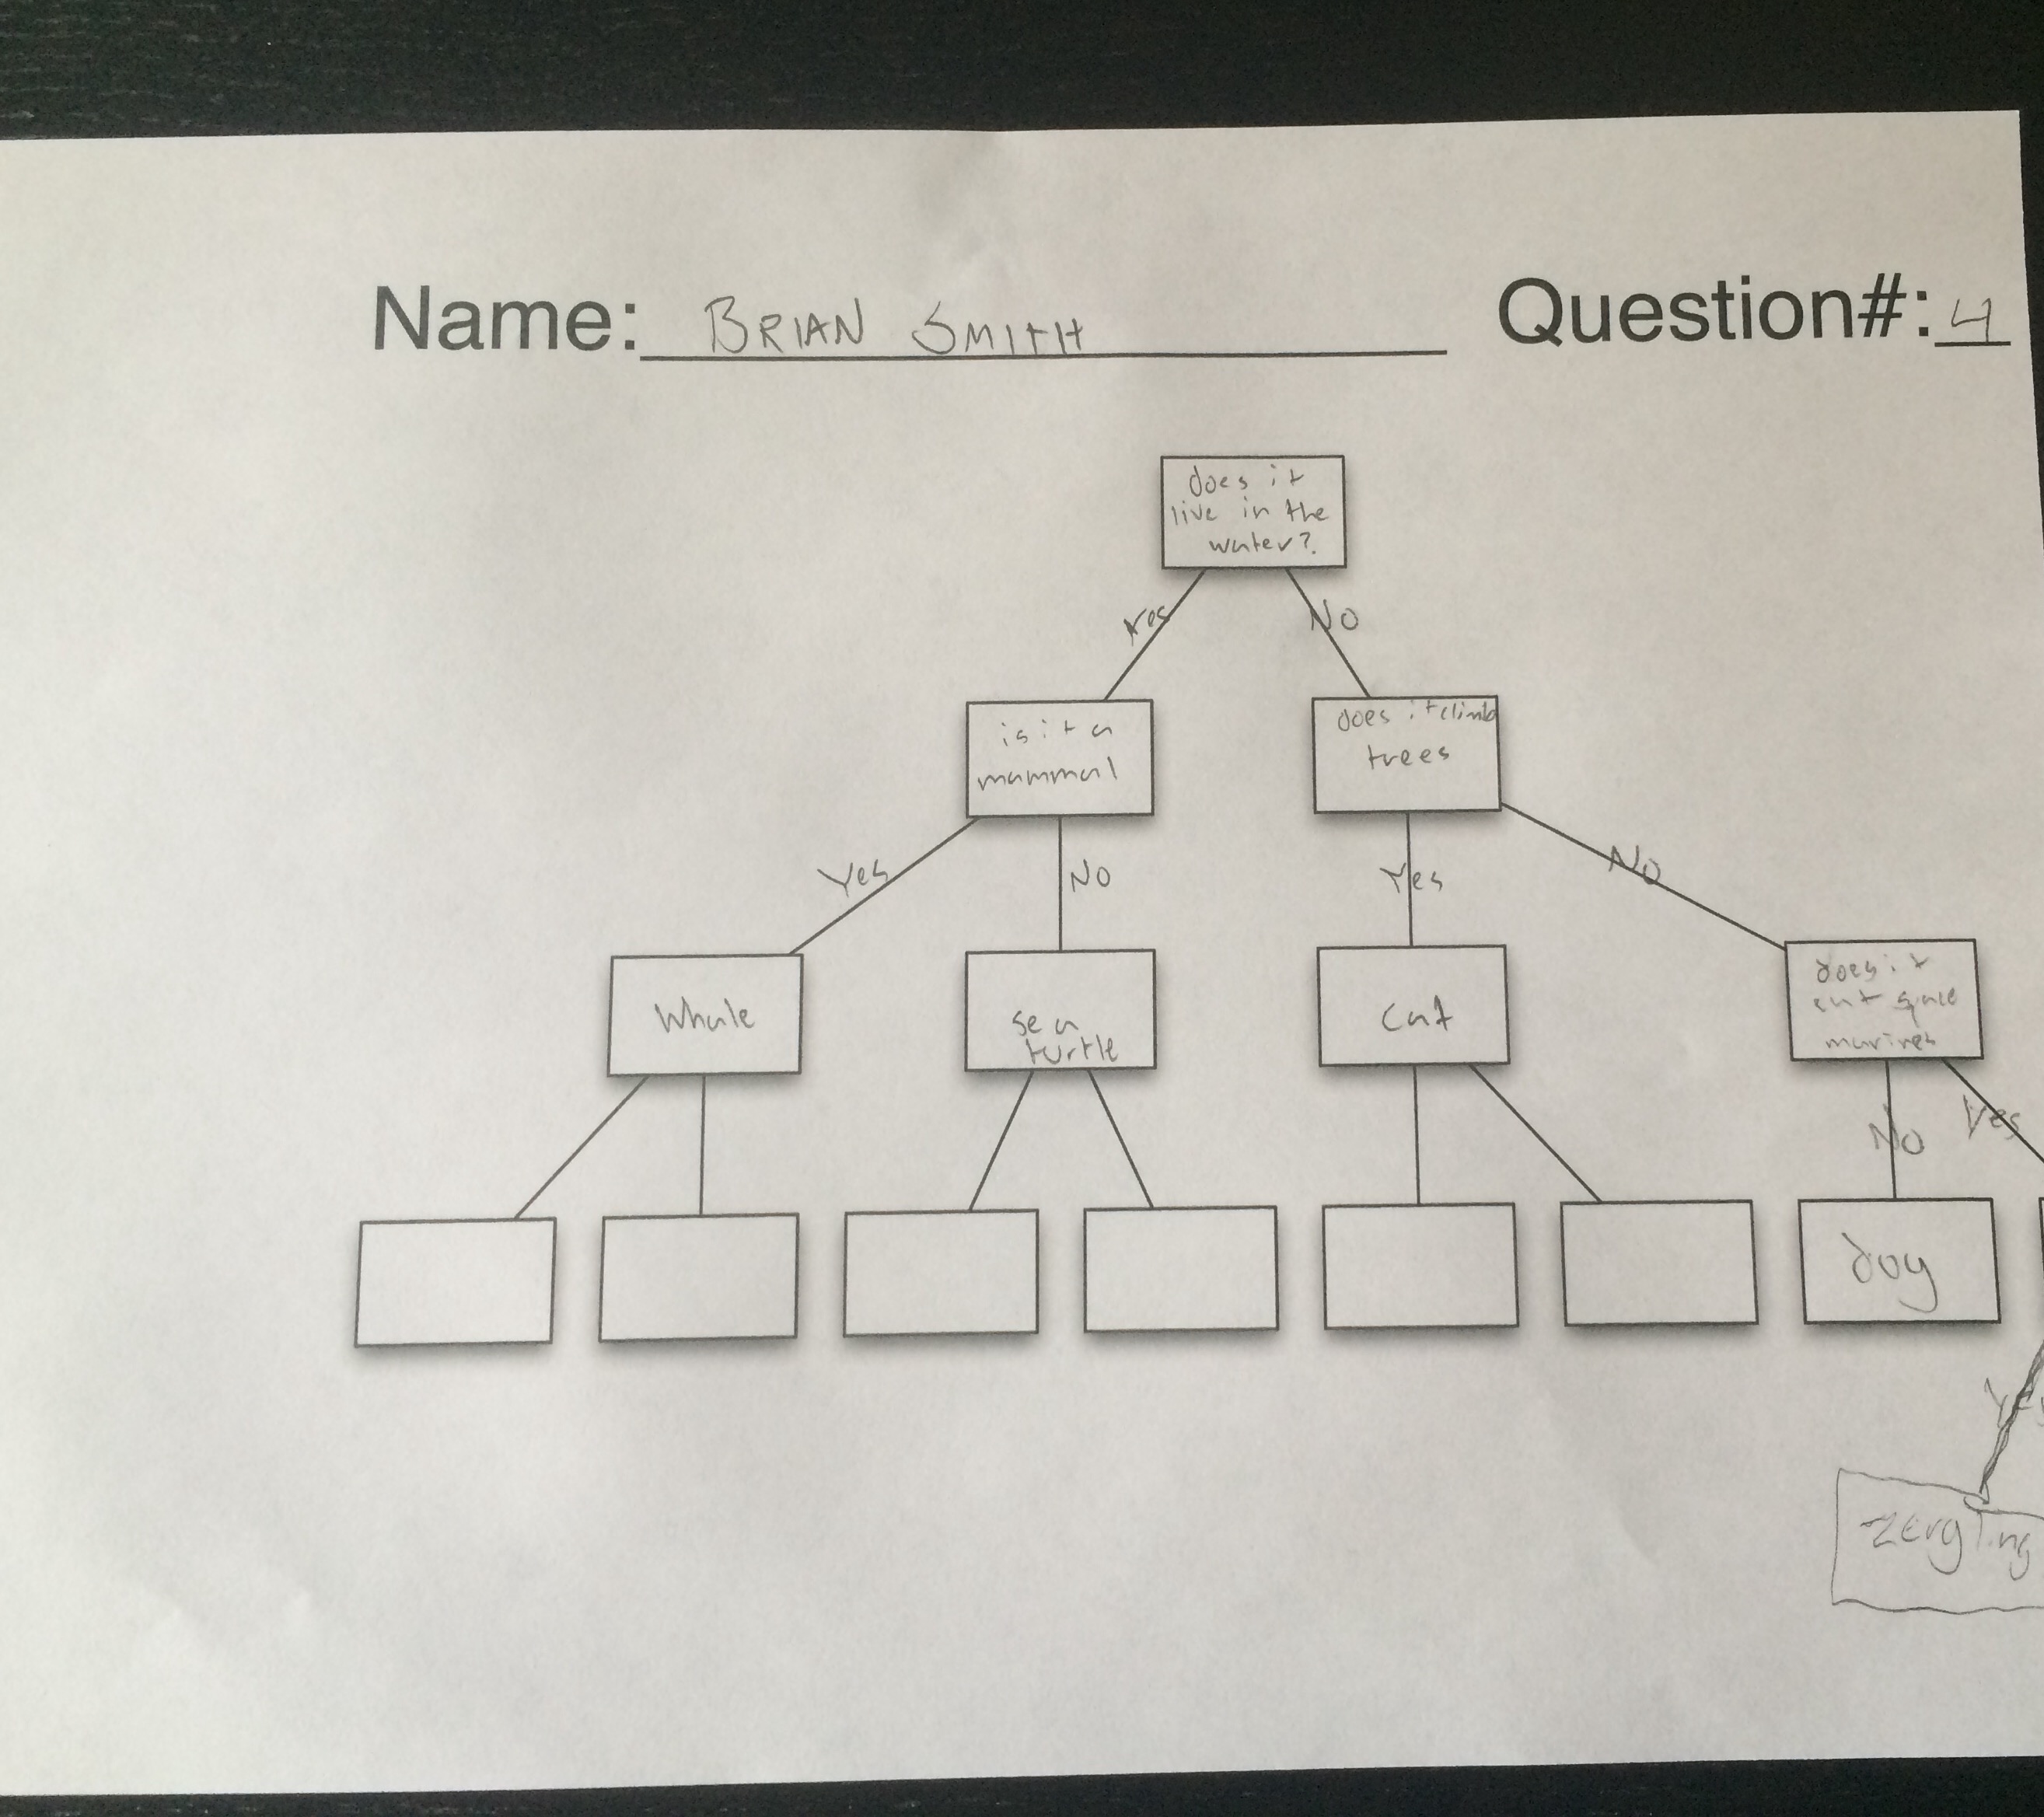 Name: BRIAN SMITH Question#: 4
does it
live in the
water?
Yes
No
is it a
mammal
does it climb
trees
Yes
No
Yes
No
Whale
sea
turtle
cat
does it
eat space
marines
No
Yes
dog
Yes
zergling